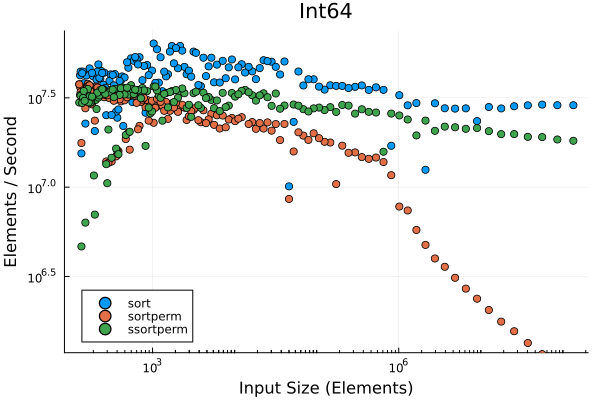 Int64
Elements / Second
10^7.5
10^7.0
10^6.5
sort
sortperm
ssortperm
10^3
10^6
Input Size (Elements)